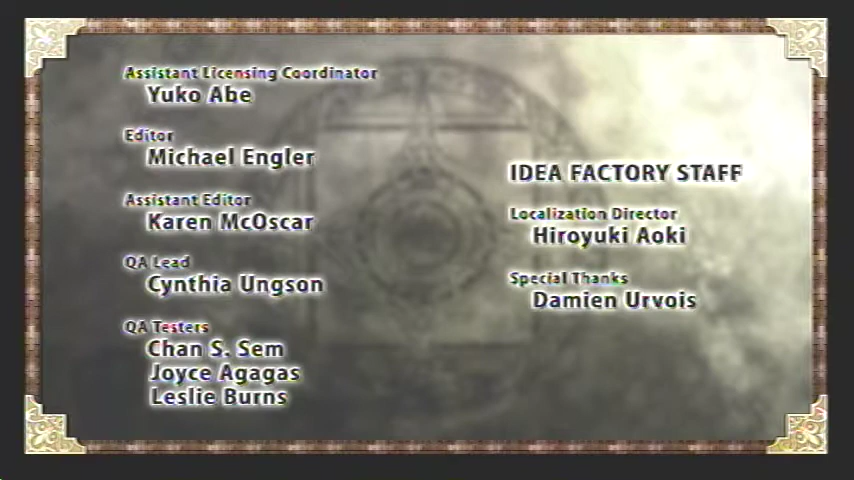 Assistant Licensing Coordinator
Yuko Abe
Editor
Michael Engler
Assistant Editor
Karen McOscar
QA Lead
Cynthia Ungson
QA Testers
Chan S. Sem
Joyce Agagas
Leslie Burns
IDEA FACTORY STAFF
Localization Director
Hiroyuki Aoki
Special Thanks
Damien Urvois